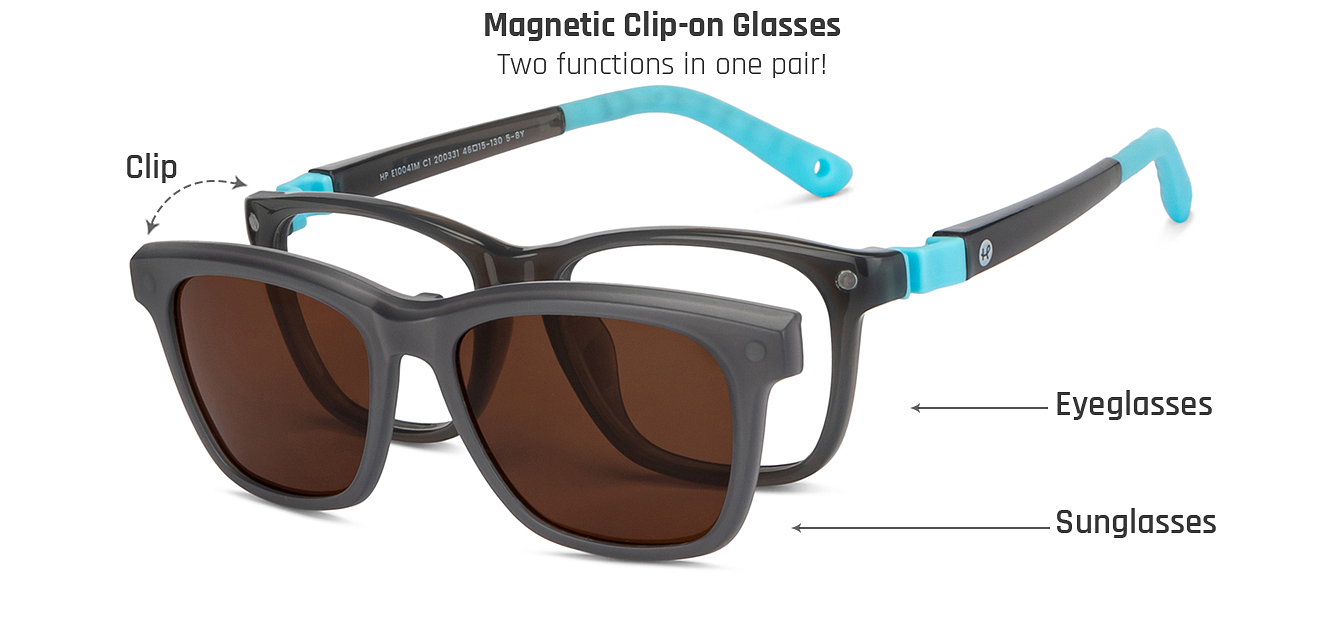 Magnetic Clip-on Glasses
Two functions in one pair!
Clip
HP E10041M C1 200331 46□15-130 5-8Y
Eyeglasses
Sunglasses